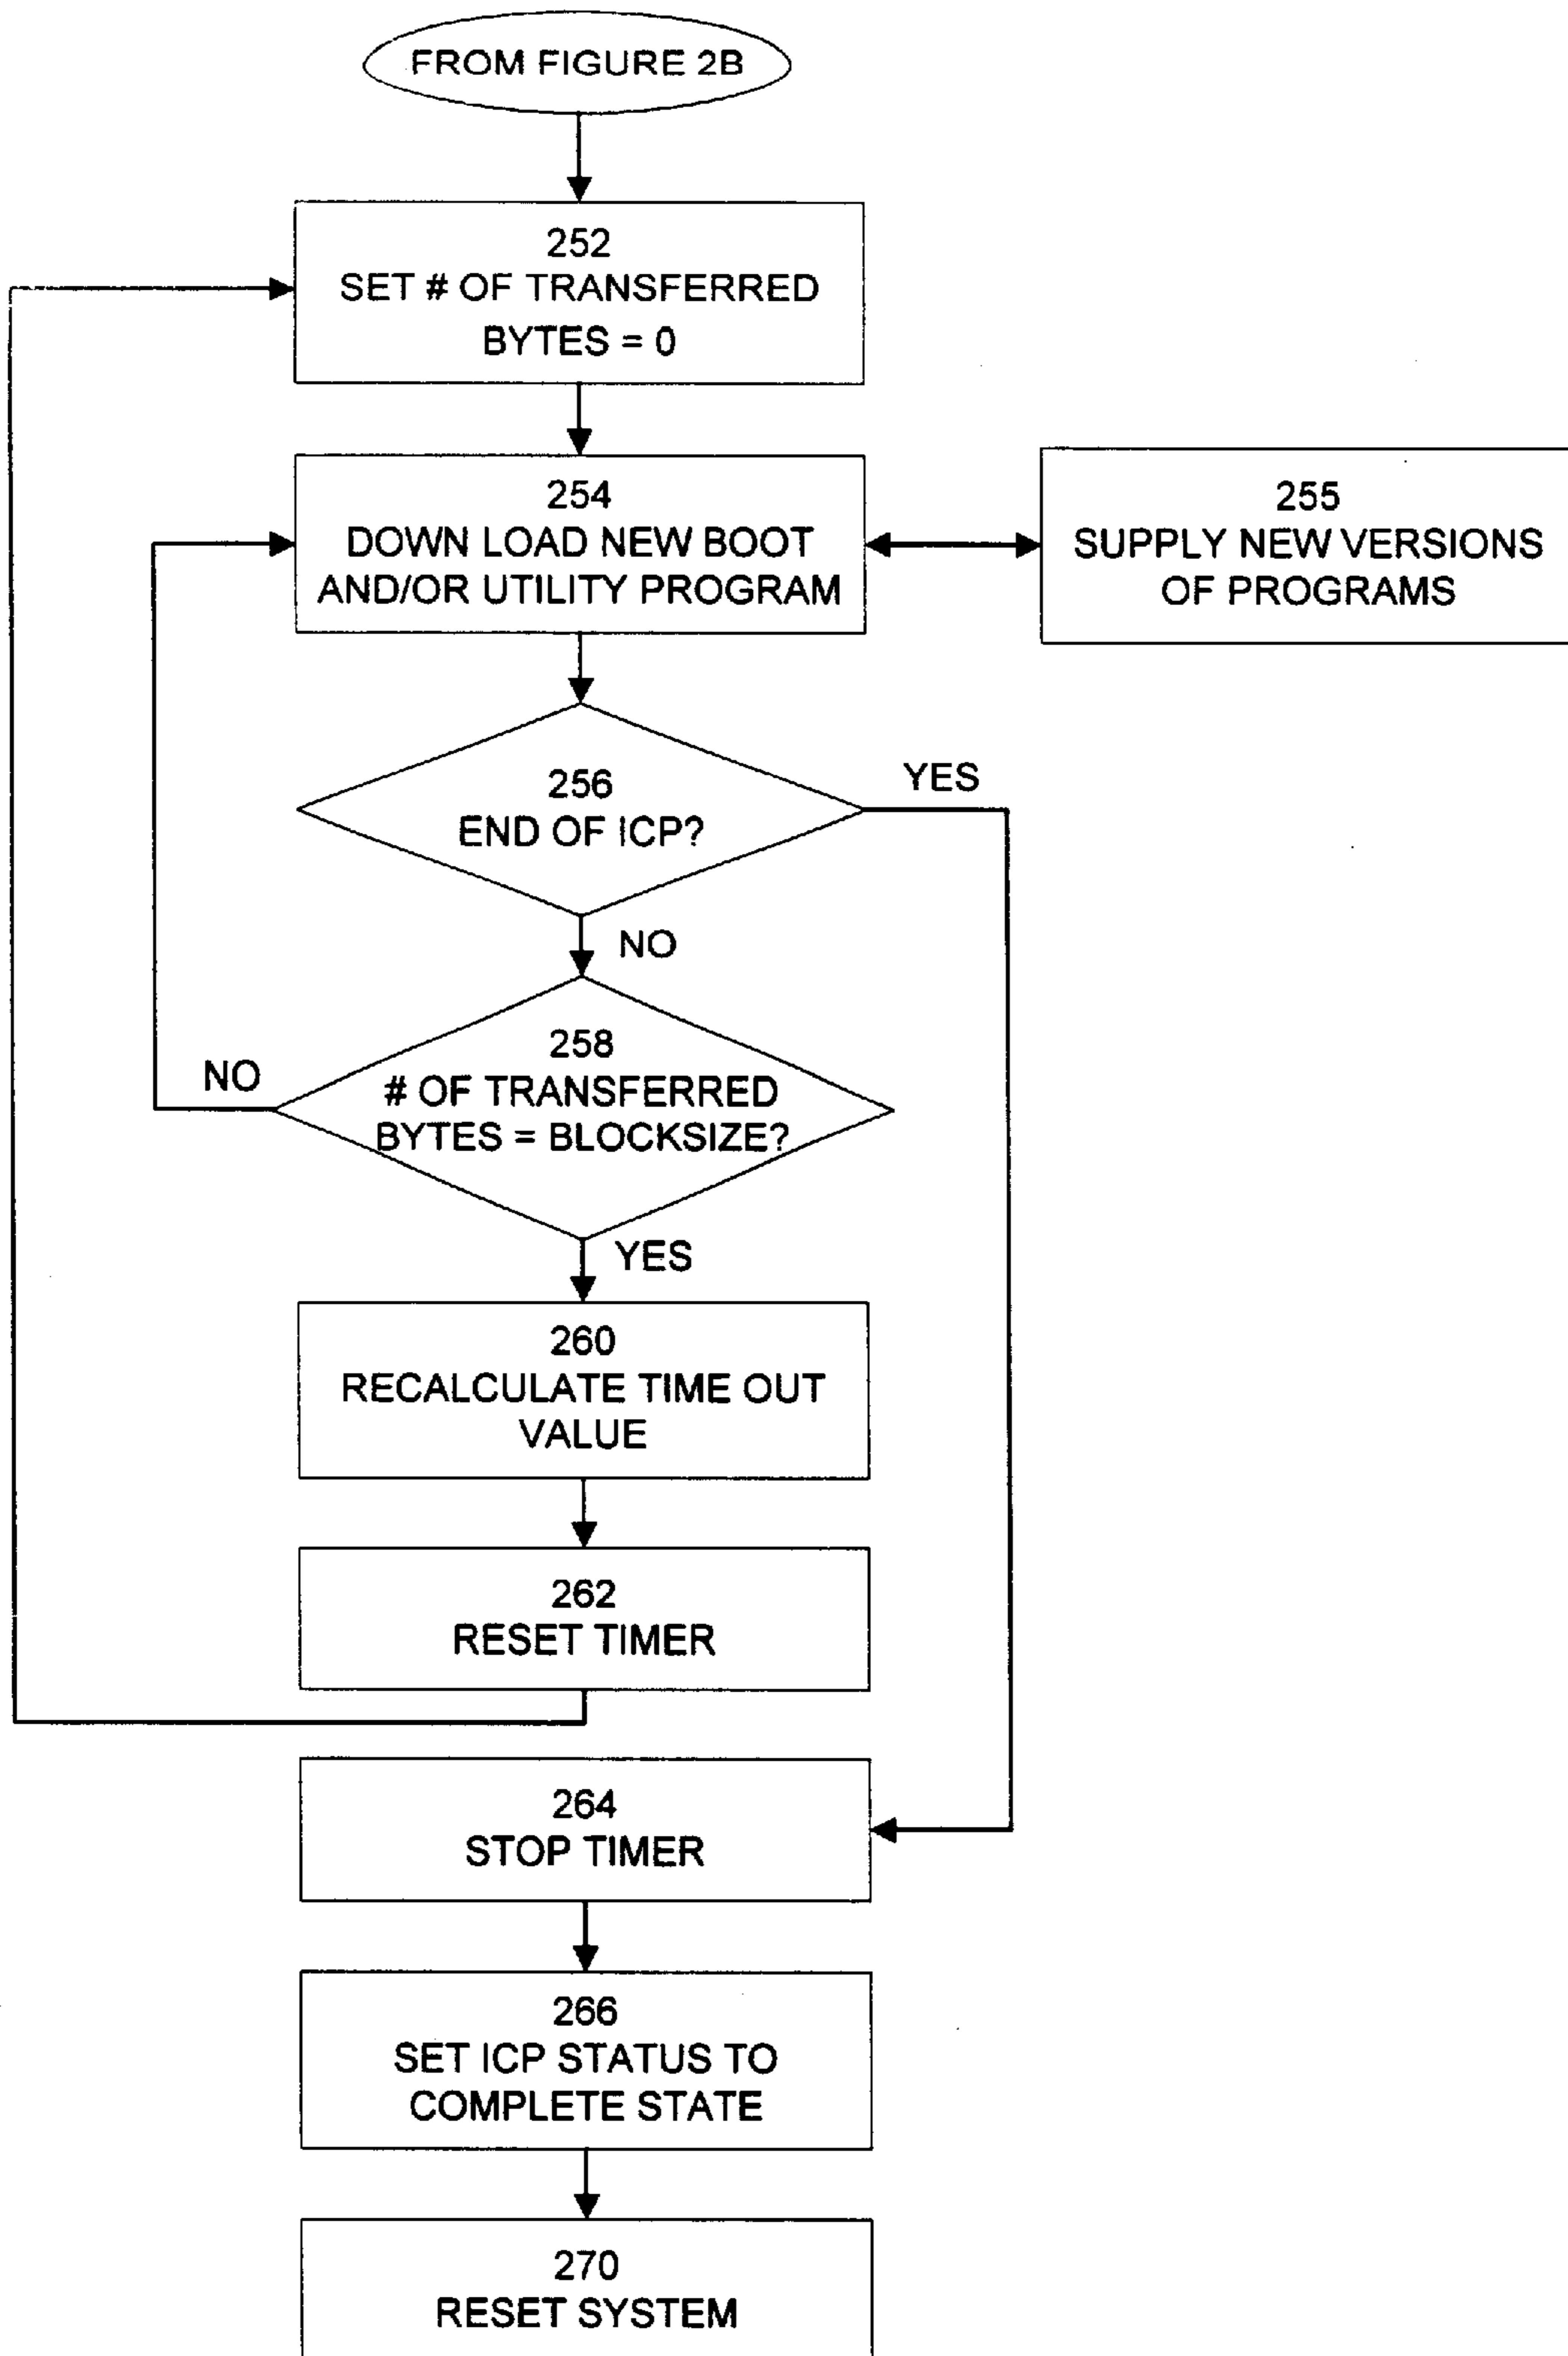 FROM FIGURE 2B
252
SET # OF TRANSFERRED
BYTES = 0
254
DOWN LOAD NEW BOOT
AND/OR UTILITY PROGRAM
255
SUPPLY NEW VERSIONS
OF PROGRAMS
256
END OF ICP?
YES
NO
258
# OF TRANSFERRED
BYTES = BLOCKSIZE?
NO
YES
260
RECALCULATE TIME OUT
VALUE
262
RESET TIMER
264
STOP TIMER
266
SET ICP STATUS TO
COMPLETE STATE
270
RESET SYSTEM